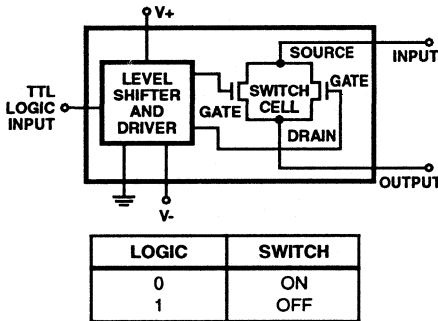 V+
SOURCE
INPUT
TTL
LOGIC
INPUT
LEVEL
SHIFTER
AND
DRIVER
GATE
SWITCH
CELL
GATE
DRAIN
OUTPUT
V-
LOGIC SWITCH
0 ON
1 OFF